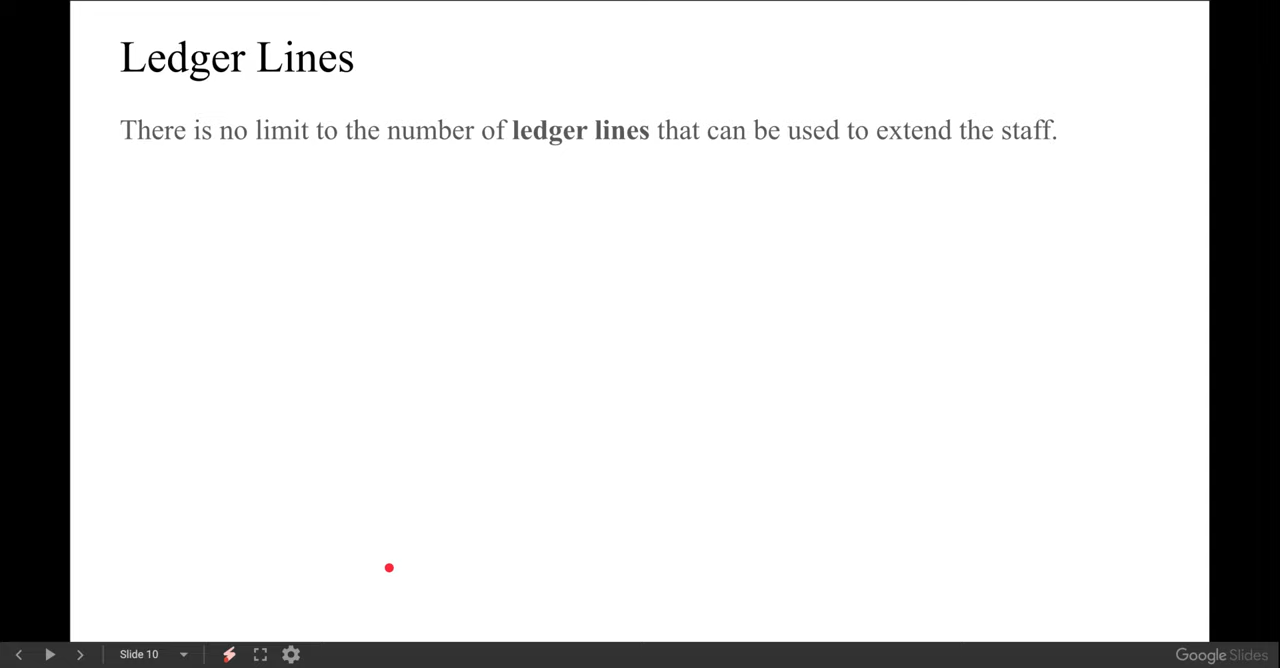 Ledger Lines
There is no limit to the number of ledger lines that can be used to extend the staff.
Slide 10
Google Slides